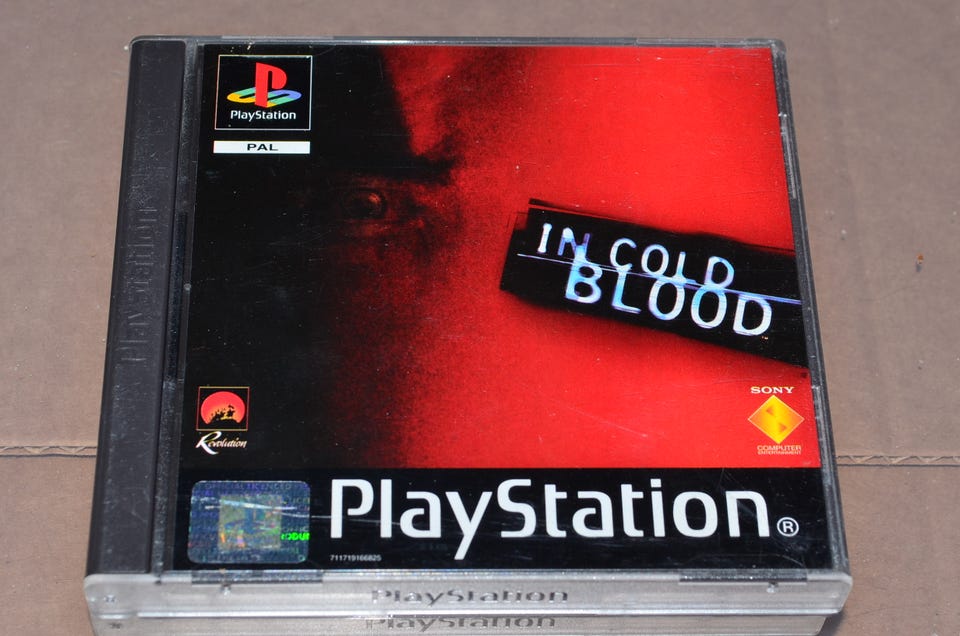 PlayStation
PAL
IN COLD
BLOOD
Revolution
SONY
COMPUTER
ENTERTAINMENT
PlayStation®
711719166825
PlayStation
PlayStation
PlayStation